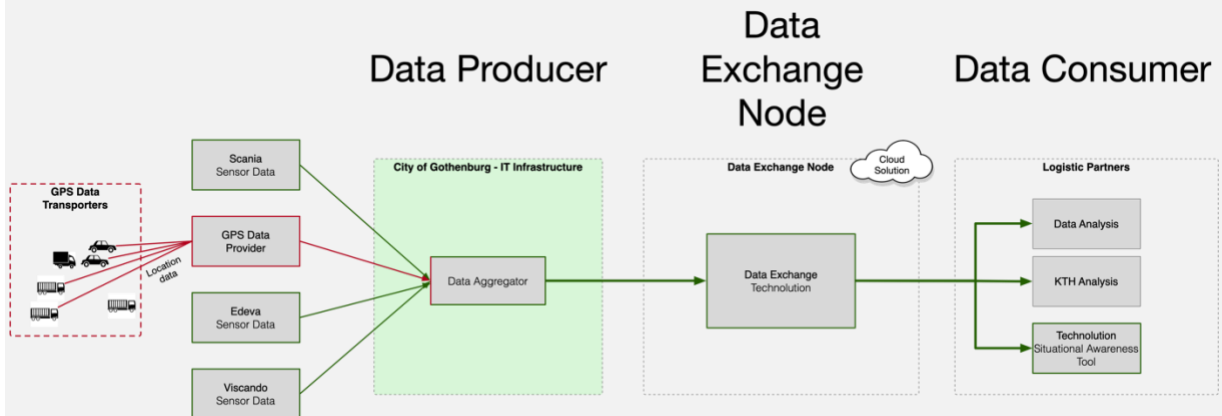 Data Producer
Data
Exchange
Node
Data Consumer
GPS Data
Transporters
Location
data
Scania
Sensor Data
GPS Data
Provider
Edeva
Sensor Data
Viscando
Sensor Data
City of Gothenburg - IT Infrastructure
Data Aggregator
Data Exchange Node
Cloud
Solution
Data Exchange
Technolution
Logistic Partners
Data Analysis
KTH Analysis
Technolution
Situational Awareness
Tool